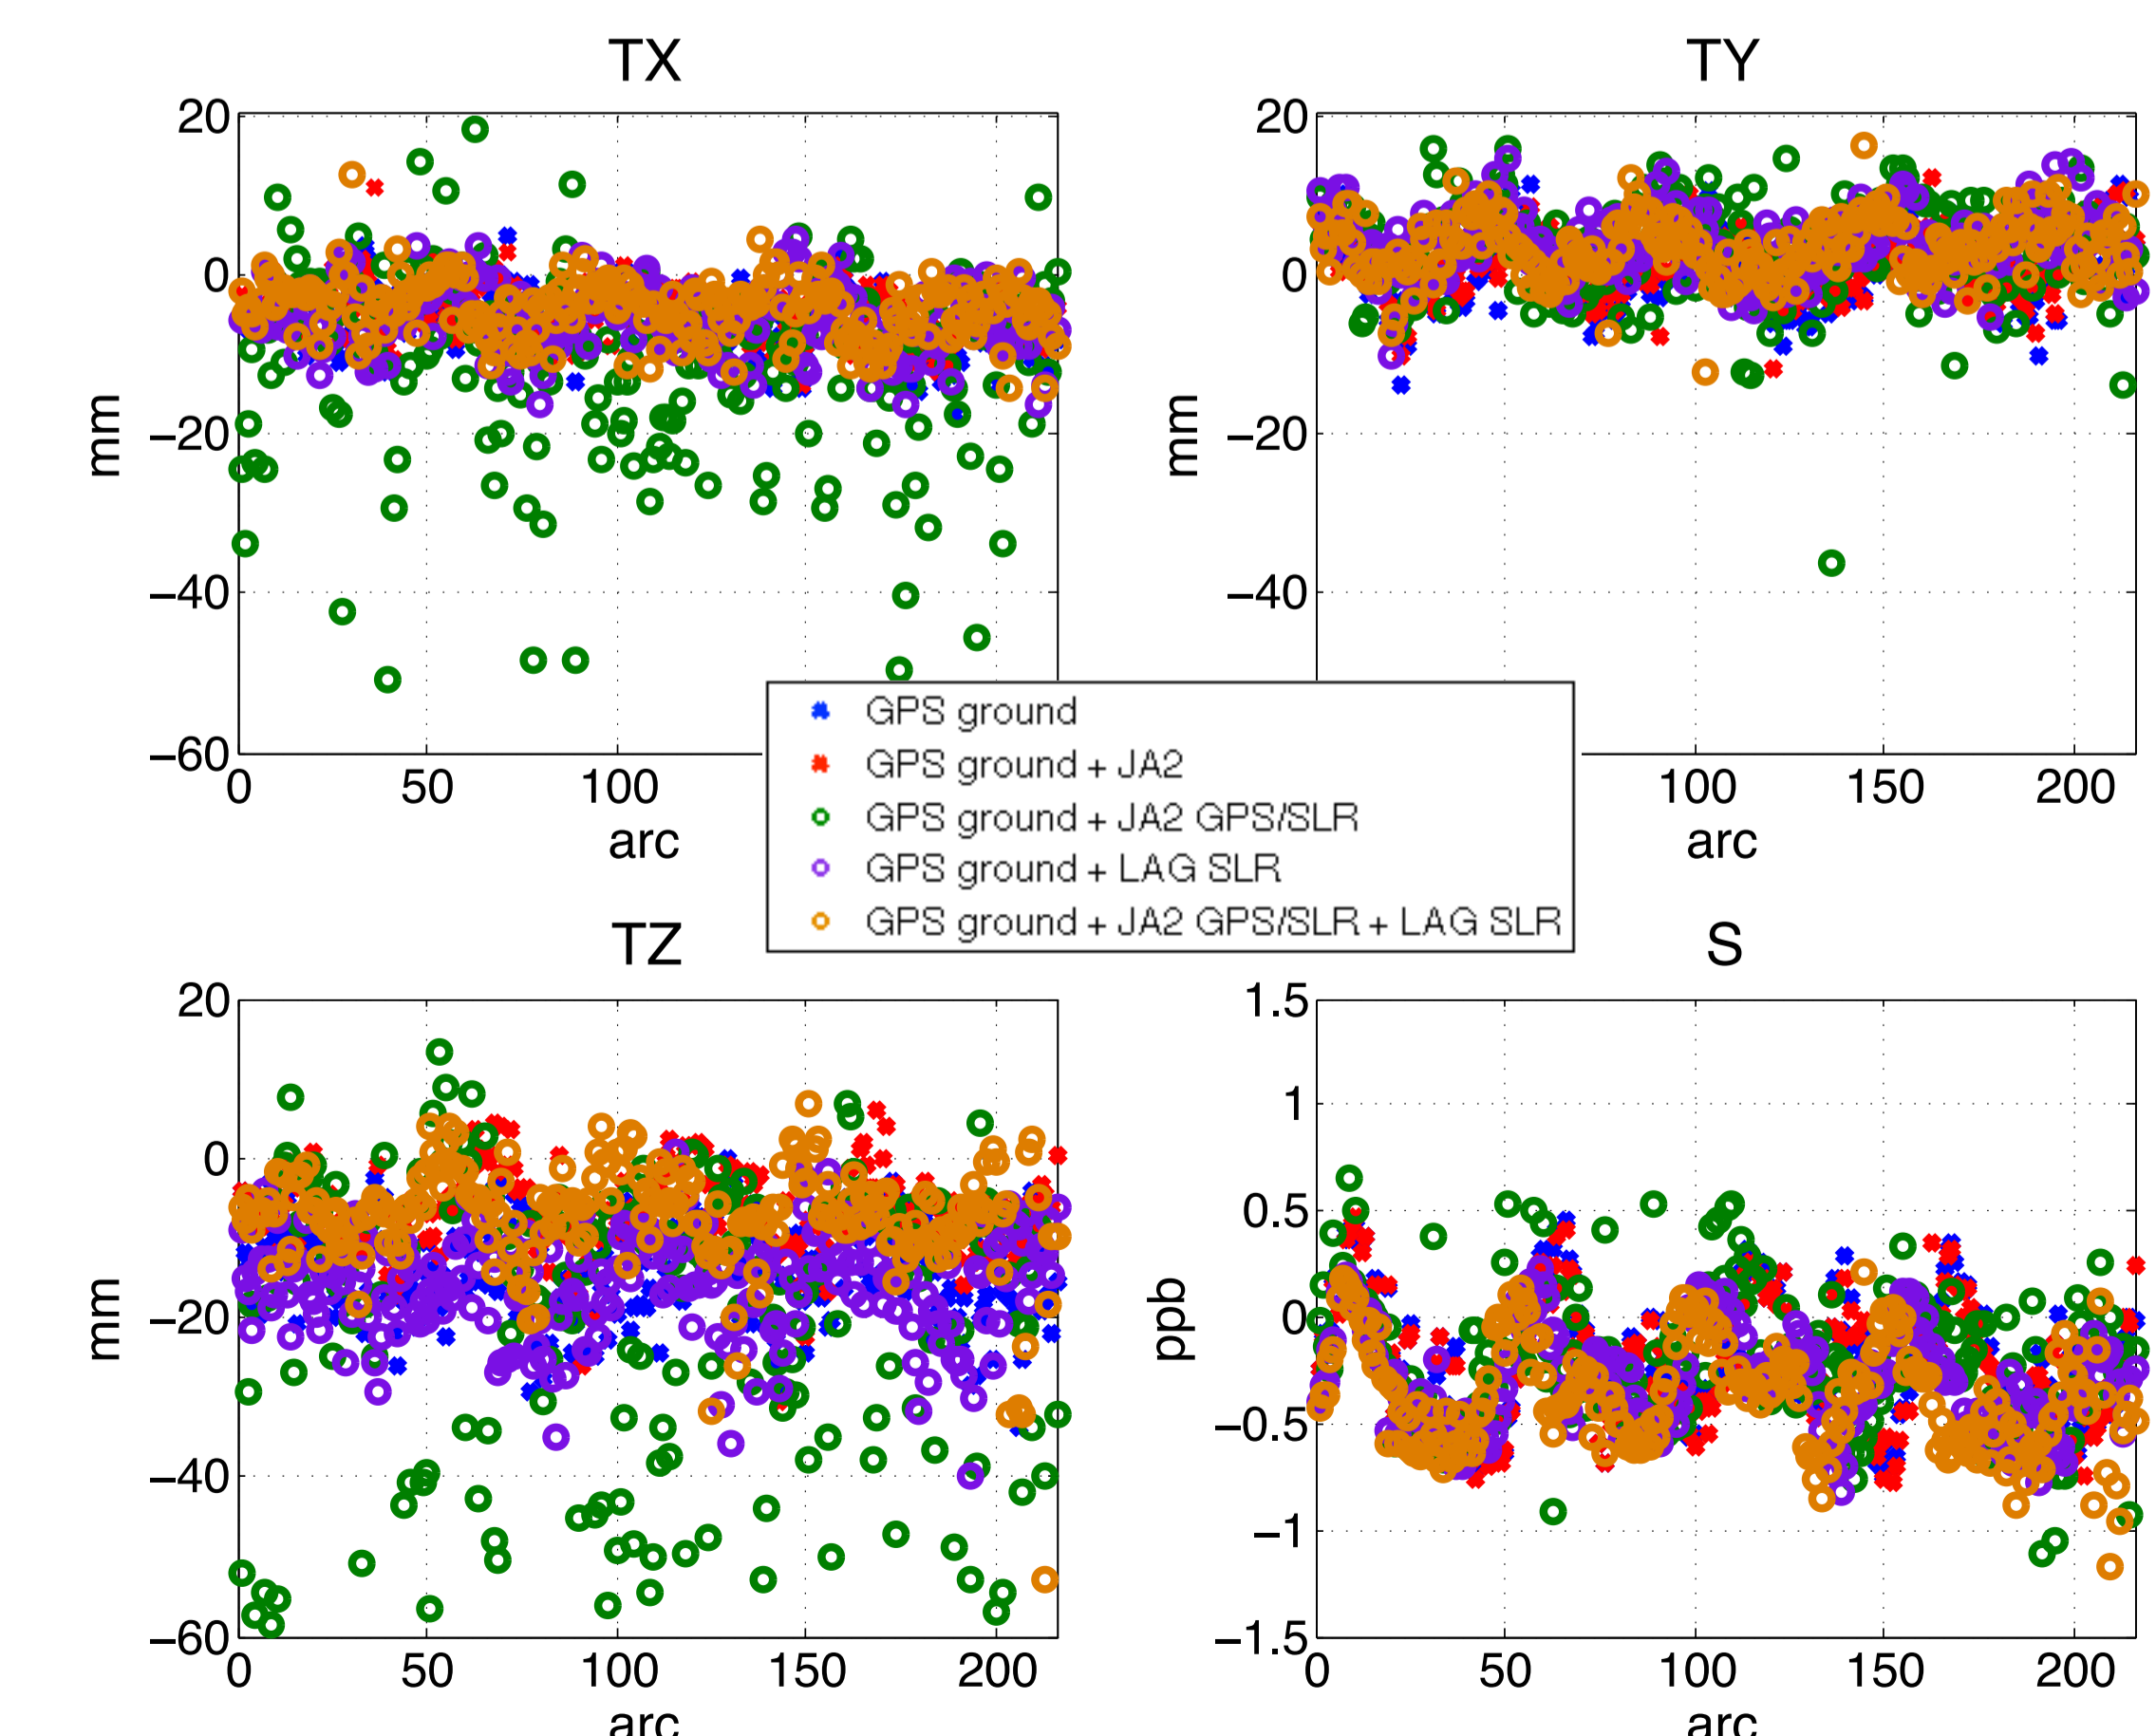 TX
20
0
−20
−40
−60
mm
0 50 100
arc
TY
20
0
−20
−40
mm
100 150 200
arc
GPS ground
GPS ground + JA2
GPS ground + JA2 GPS/SLR
GPS ground + LAG SLR
GPS ground + JA2 GPS/SLR + LAG SLR
TZ
20
0
−20
−40
−60
mm
0 50 100 150 200
arc
S
1.5
1
0.5
0
−0.5
−1
−1.5
ppb
0 50 100 150 200
arc